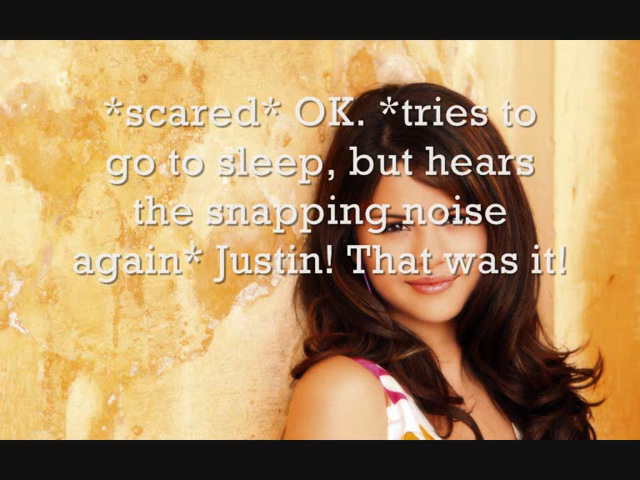 *scared* OK. *tries to
go to sleep, but hears
the snapping noise
again* Justin! That was it!